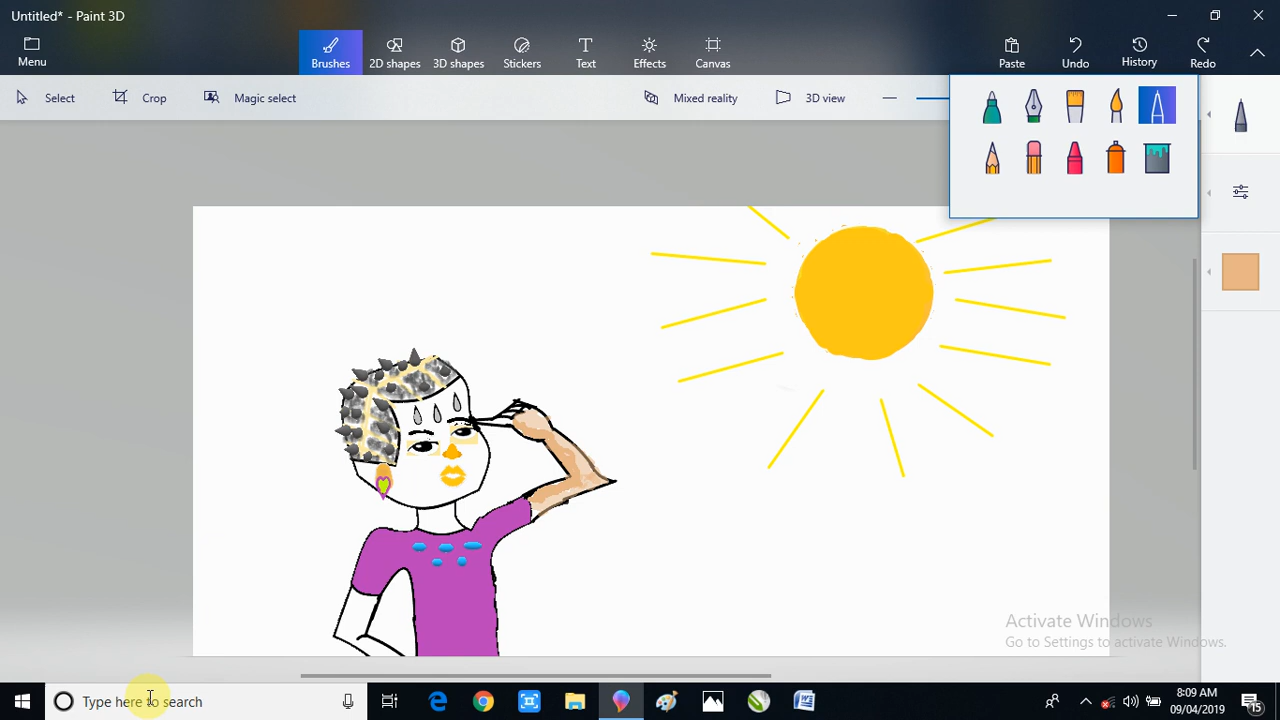 Untitled* - Paint 3D
Menu
Brushes
2D shapes
3D shapes
Stickers
Text
Effects
Canvas
Paste
Undo
History
Redo
Select
Crop
Magic select
Mixed reality
3D view
Activate Windows
Go to Settings to activate Windows.
Type here to search
8:09 AM
09/04/2019
15